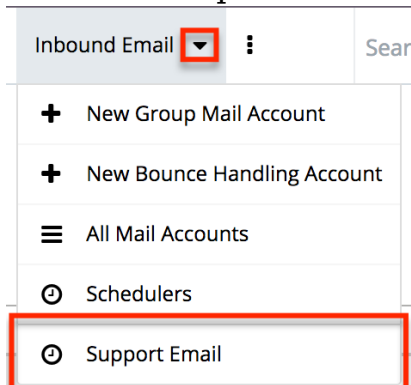 Inbound Email
Sear
New Group Mail Account
New Bounce Handling Account
All Mail Accounts
Schedulers
Support Email